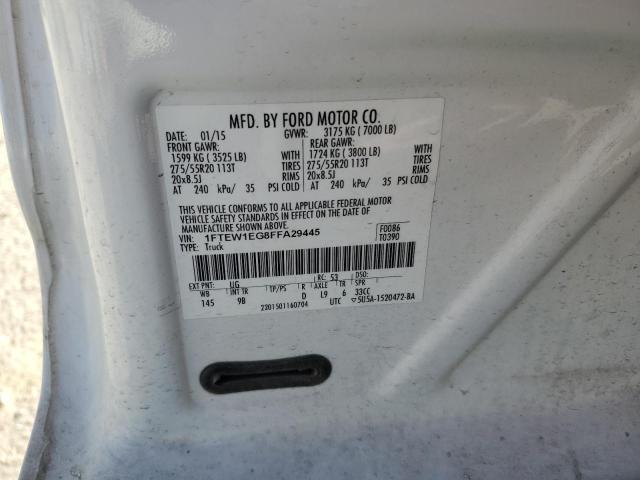 MFD. BY FORD MOTOR CO.
DATE: 01/15 GVWR: 3175 KG ( 7000 LB)
FRONT GAWR: REAR GAWR:
1599 KG ( 3525 LB) WITH 1724 KG ( 3800 LB) WITH
275/55R20 113T TIRES 275/55R20 113T TIRES
20x8.5J RIMS 20x8.5J RIMS
AT 240 kPa/ 35 PSI COLD AT 240 kPa/ 35 PSI COLD
THIS VEHICLE CONFORMS TO ALL APPLICABLE FEDERAL MOTOR
VEHICLE SAFETY STANDARDS IN EFFECT ON THE DATE OF
MANUFACTURE SHOWN ABOVE.
VIN: 1FTEW1EG8FFA29445 F0086
TYPE: Truck T0390
EXT PNT: UG RC: 53 DSO:
WB INT TR TP/PS R AXLE TR SPR
145 9B D L9 6 33CC
2201501160704 UTC 5U5A-1520472-BA